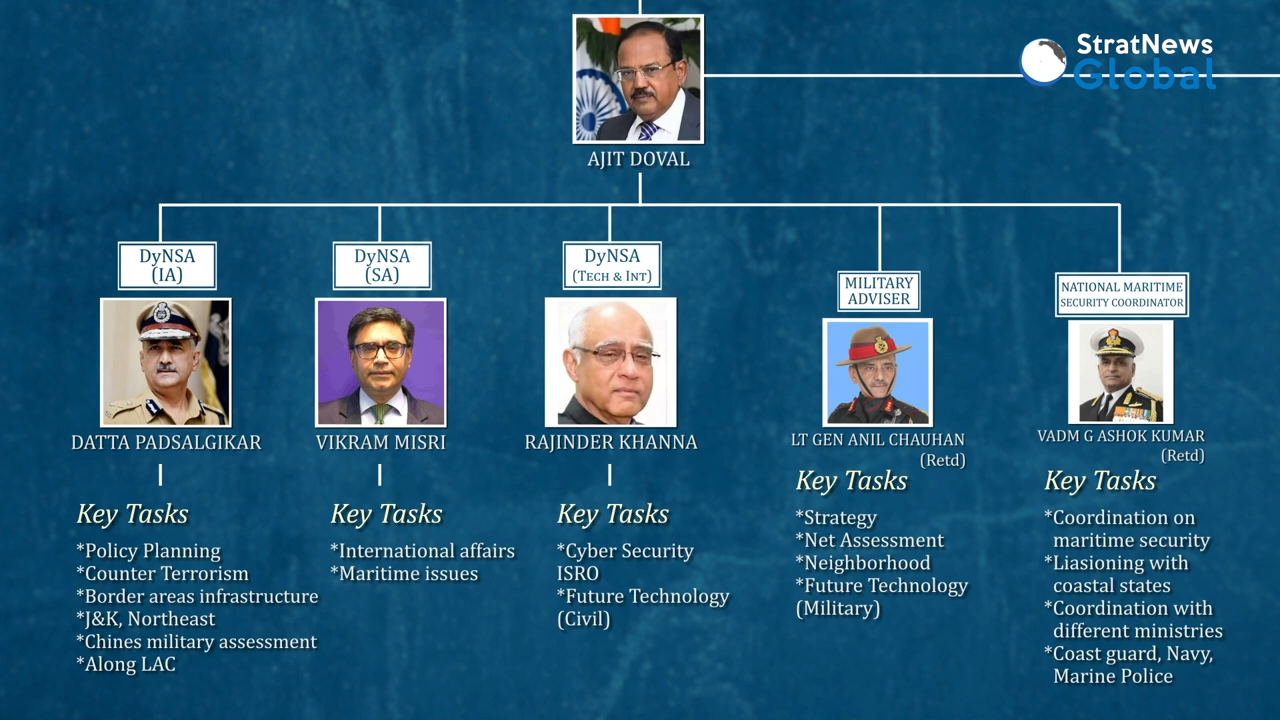 StratNews
Global
AJIT DOVAL
DyNSA
(IA)
DATTA PADSALGIKAR
Key Tasks
*Policy Planning
*Counter Terrorism
*Border areas infrastructure
*J&K, Northeast
*Chines military assessment
*Along LAC
DyNSA
(SA)
VIKRAM MISRI
Key Tasks
*International affairs
*Maritime issues
DyNSA
(TECH & INT)
RAJINDER KHANNA
Key Tasks
*Cyber Security
ISRO
*Future Technology
(Civil)
MILITARY
ADVISER
LT GEN ANIL CHAUHAN
(Retd)
Key Tasks
*Strategy
*Net Assessment
*Neighborhood
*Future Technology
(Military)
NATIONAL MARITIME
SECURITY COORDINATOR
VADM G ASHOK KUMAR
(Retd)
Key Tasks
*Coordination on
maritime security
*Liasioning with
coastal states
*Coordination with
different ministries
*Coast guard, Navy,
Marine Police